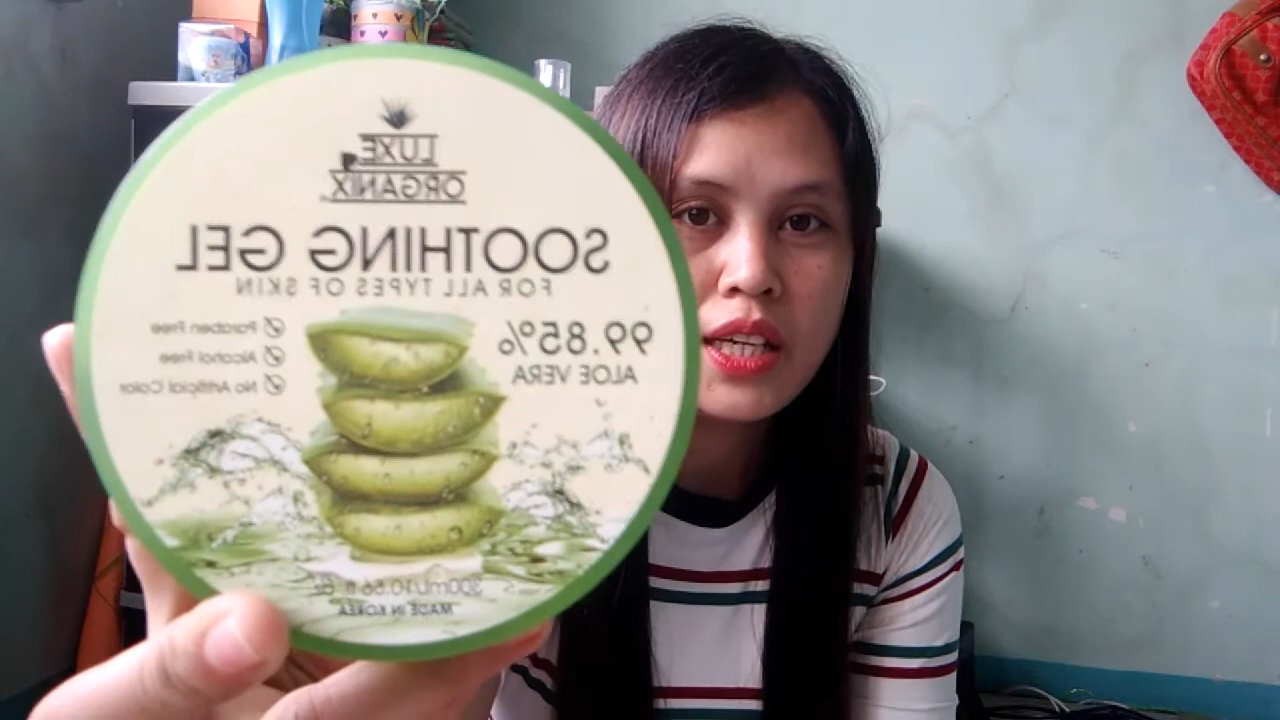 LUXE
ORGANIX
SOOTHING GEL
FOR ALL TYPES OF SKIN
99.85%
ALOE VERA
Paraben Free
Alcohol Free
No Artificial Color
300mL/10.56 fl oz
MADE IN KOREA